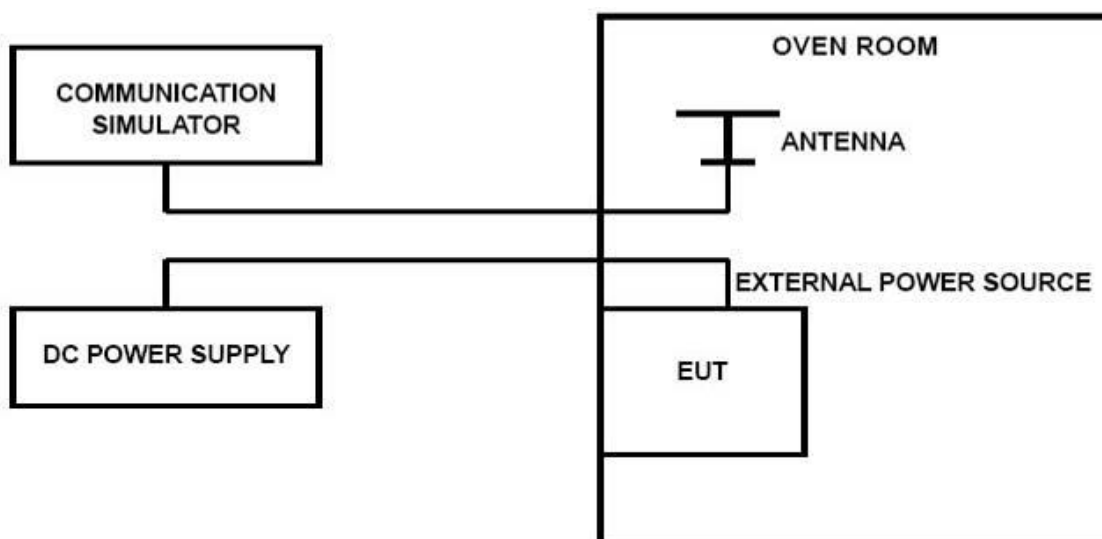 OVEN ROOM
COMMUNICATION
SIMULATOR
ANTENNA
EXTERNAL POWER SOURCE
DC POWER SUPPLY
EUT